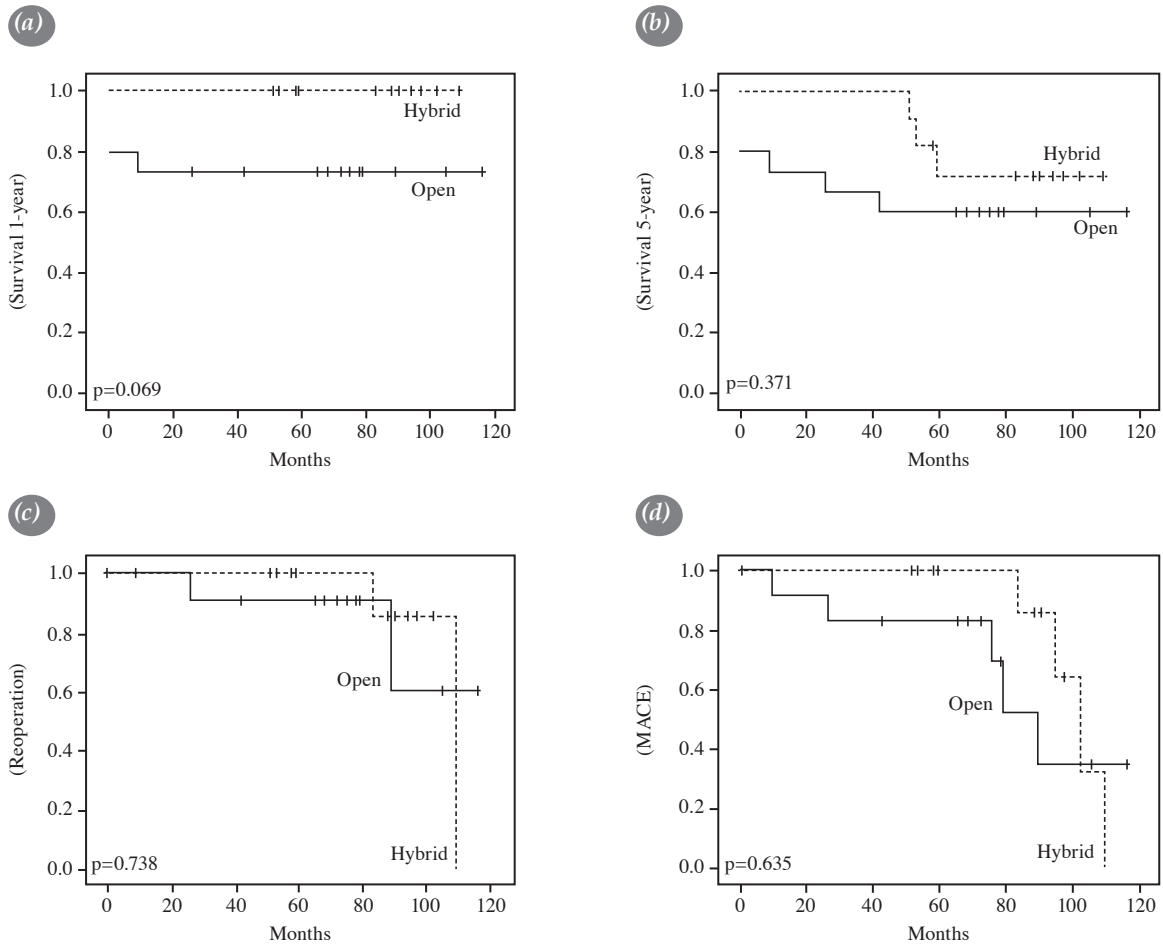 (a)
(Survival 1-year)
1.0
0.8
0.6
0.4
0.2
0.0
Hybrid
Open
p=0.069
0 20 40 60 80 100 120
Months
(b)
(Survival 5-year)
1.0
0.8
0.6
0.4
0.2
0.0
Hybrid
Open
p=0.371
0 20 40 60 80 100 120
Months
(c)
(Reoperation)
1.0
0.8
0.6
0.4
0.2
0.0
Open
Hybrid
p=0.738
0 20 40 60 80 100 120
Months
(d)
(MACE)
1.0
0.8
0.6
0.4
0.2
0.0
Open
Hybrid
p=0.635
0 20 40 60 80 100 120
Months